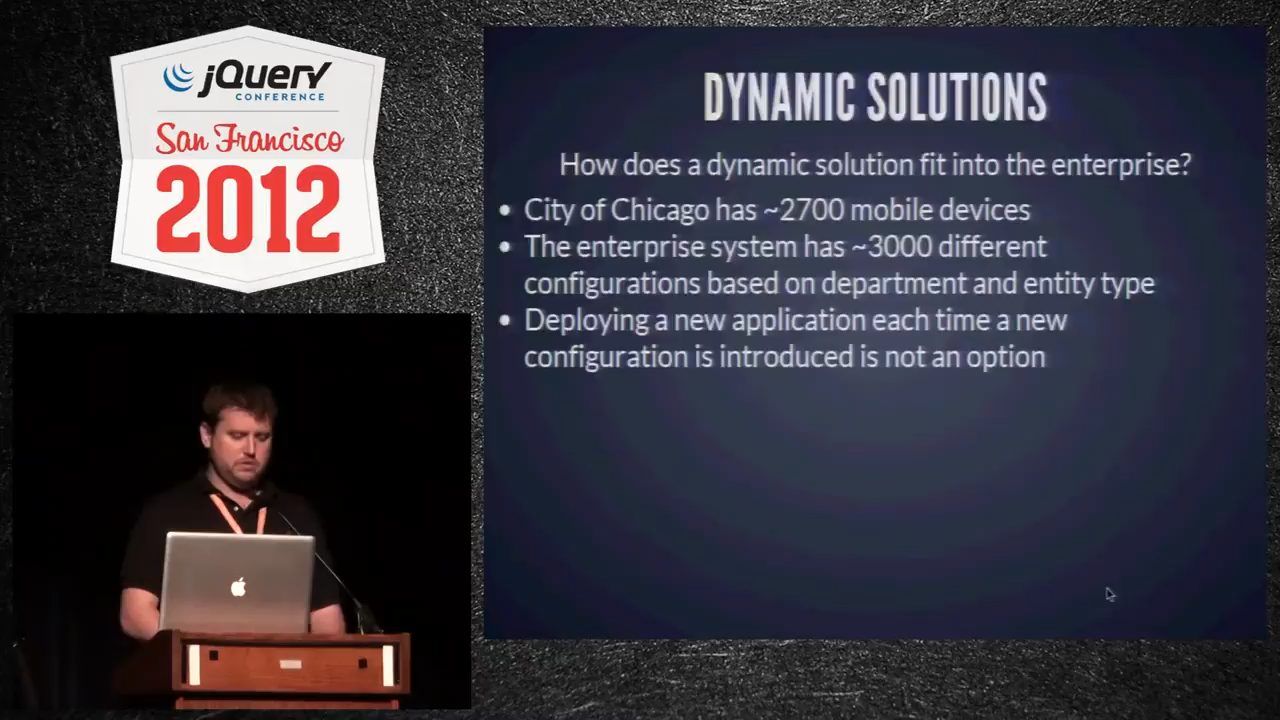 jQuery
CONFERENCE
San Francisco
2012
DYNAMIC SOLUTIONS
How does a dynamic solution fit into the enterprise?
• City of Chicago has ~2700 mobile devices
• The enterprise system has ~3000 different
configurations based on department and entity type
• Deploying a new application each time a new
configuration is introduced is not an option